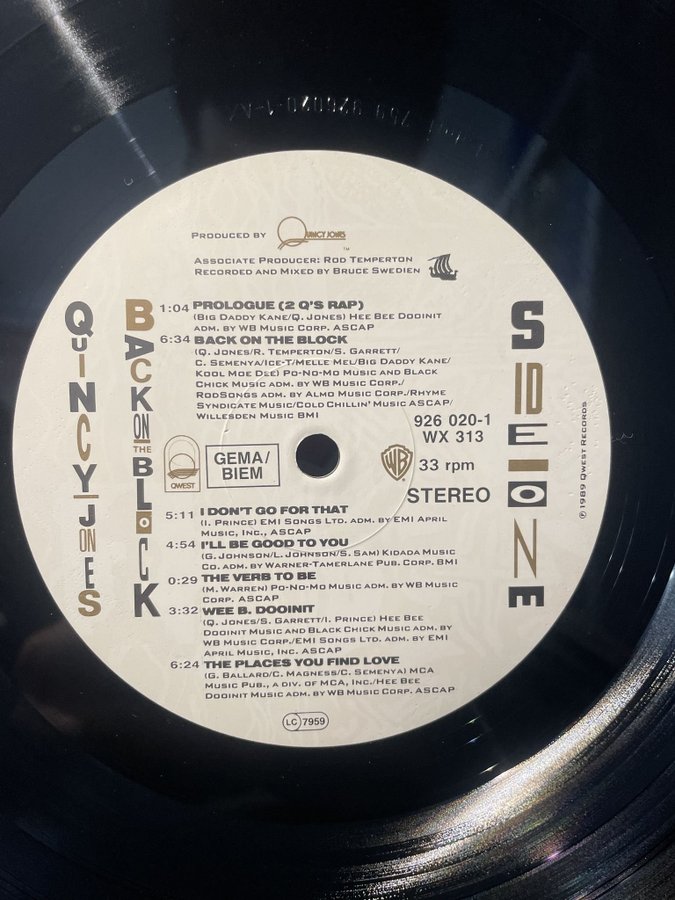 926020-1-A
PRODUCED BY QUINCY JONES ™
ASSOCIATE PRODUCER: ROD TEMPERTON
RECORDED AND MIXED BY BRUCE SWEDIEN
QUINCY JONES
BACK ON THE BLOCK
SIDE ONE
1:04 PROLOGUE (2 Q'S RAP)
(BIG DADDY KANE/Q. JONES) HEE BEE DOOINIT
ADM. BY WB MUSIC CORP. ASCAP
6:34 BACK ON THE BLOCK
(Q. JONES/R. TEMPERTON/S. GARRETT/
C. SEMENYA/ICE-T/MELLE MEL/BIG DADDY KANE/
KOOL MOE DEE) PO-NO-MO MUSIC AND BLACK
CHICK MUSIC ADM. BY WB MUSIC CORP./
RODSONGS ADM. BY ALMO MUSIC CORP./RHYME
SYNDICATE MUSIC/COLD CHILLIN' MUSIC ASCAP/
WILLESDEN MUSIC BMI
926 020-1
WX 313
QWEST
GEMA/
BIEM
WB
33 rpm
STEREO
℗ 1989 QWEST RECORDS
5:11 I DON'T GO FOR THAT
(I. PRINCE) EMI SONGS LTD. ADM. BY EMI APRIL
MUSIC, INC., ASCAP
4:54 I'LL BE GOOD TO YOU
(G. JOHNSON/L. JOHNSON/S. SAM) KIDADA MUSIC
CO. ADM. BY WARNER-TAMERLANE PUB. CORP. BMI
0:29 THE VERB TO BE
(M. WARREN) PO-NO-MO MUSIC ADM. BY WB MUSIC
CORP. ASCAP
3:32 WEE B. DOOINIT
(Q. JONES/S. GARRETT/I. PRINCE) HEE BEE
DOOINIT MUSIC AND BLACK CHICK MUSIC ADM. BY
WB MUSIC CORP./EMI SONGS LTD. ADM. BY EMI
APRIL MUSIC, INC. ASCAP
6:24 THE PLACES YOU FIND LOVE
(G. BALLARD/C. MAGNESS/C. SEMENYA) MCA
MUSIC PUB., A DIV. OF MCA, INC./HEE BEE
DOOINIT MUSIC ADM. BY WB MUSIC CORP. ASCAP
LC 7959